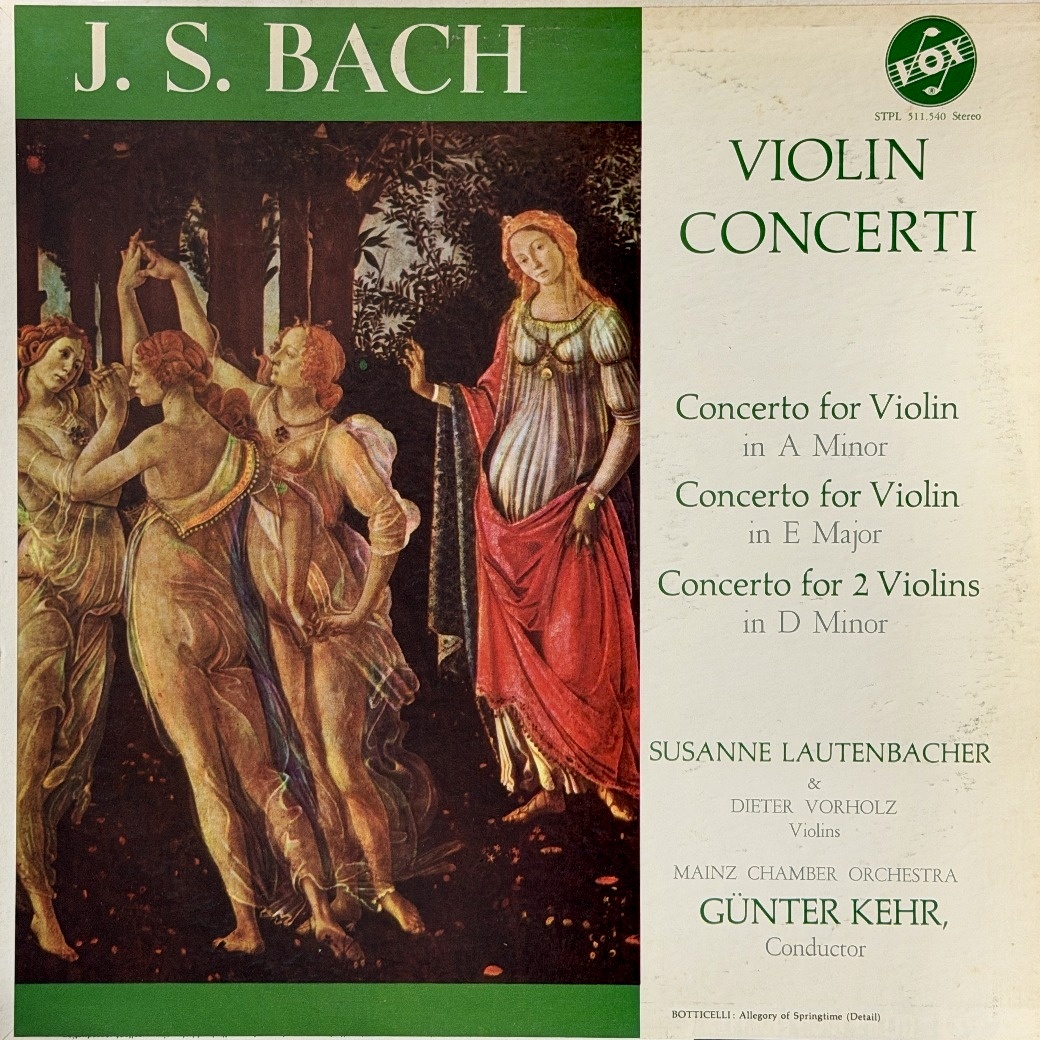 J. S. BACH
VOX
STPL 511.540 Stereo
VIOLIN
CONCERTI
Concerto for Violin
in A Minor
Concerto for Violin
in E Major
Concerto for 2 Violins
in D Minor
SUSANNE LAUTENBACHER
&
DIETER VORHOLZ
Violins
MAINZ CHAMBER ORCHESTRA
GÜNTER KEHR,
Conductor
BOTTICELLI: Allegory of Springtime (Detail)